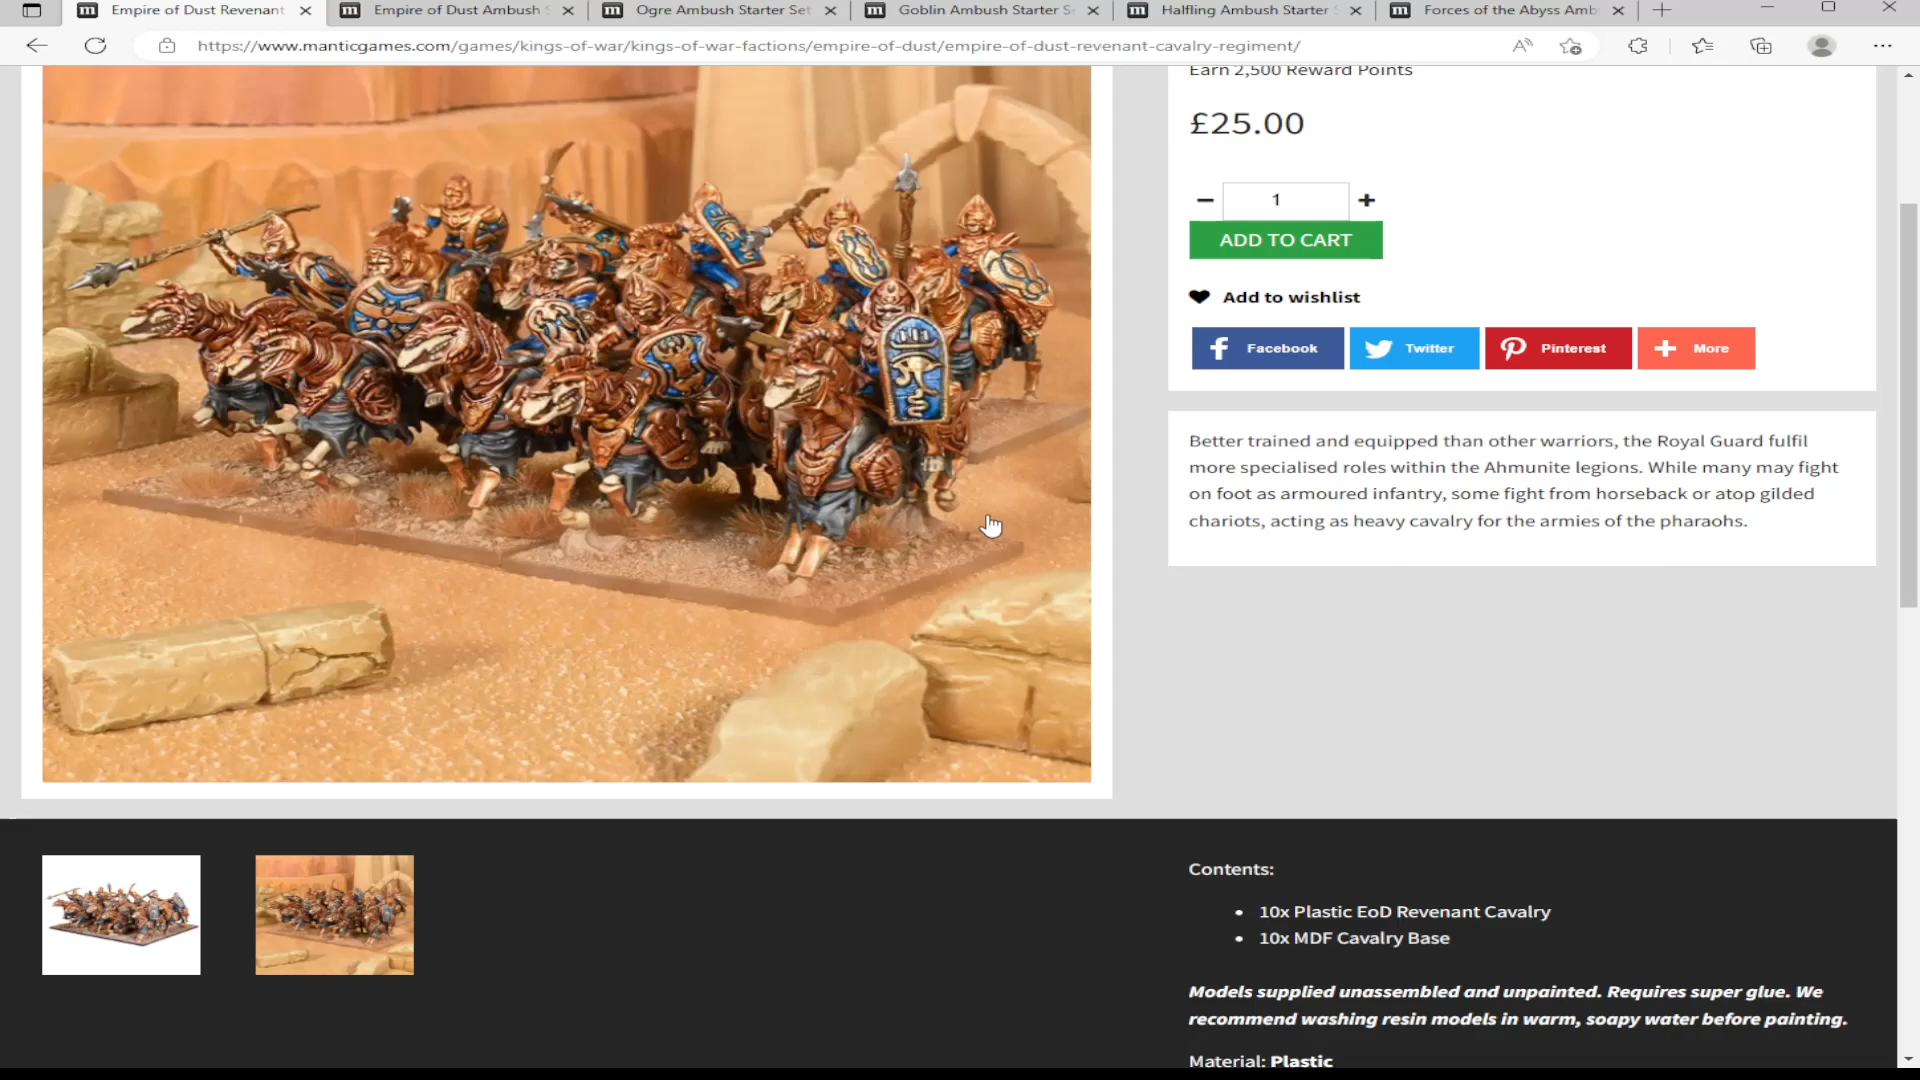 Empire of Dust Revenant
Empire of Dust Ambush S
Ogre Ambush Starter Set
Goblin Ambush Starter S
Halfling Ambush Starter
Forces of the Abyss Amb
https://www.manticgames.com/games/kings-of-war/kings-of-war-factions/empire-of-dust/empire-of-dust-revenant-cavalry-regiment/
Earn 2,500 Reward Points
£25.00
1
ADD TO CART
Add to wishlist
Facebook
Twitter
Pinterest
More
Better trained and equipped than other warriors, the Royal Guard fulfil
more specialised roles within the Ahmunite legions. While many may fight
on foot as armoured infantry, some fight from horseback or atop gilded
chariots, acting as heavy cavalry for the armies of the pharaohs.
Contents:
10x Plastic EoD Revenant Cavalry
10x MDF Cavalry Base
Models supplied unassembled and unpainted. Requires super glue. We
recommend washing resin models in warm, soapy water before painting.
Material: Plastic